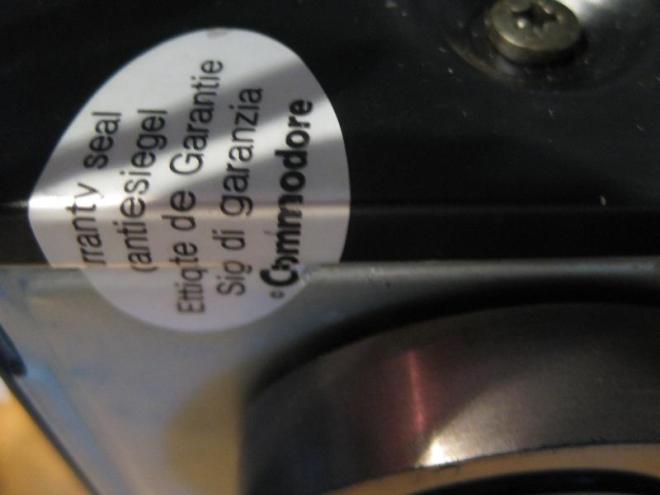 rranty seal
antiesiegel
Ettiqte de Garantie
Sig di garanzia
© Commodore